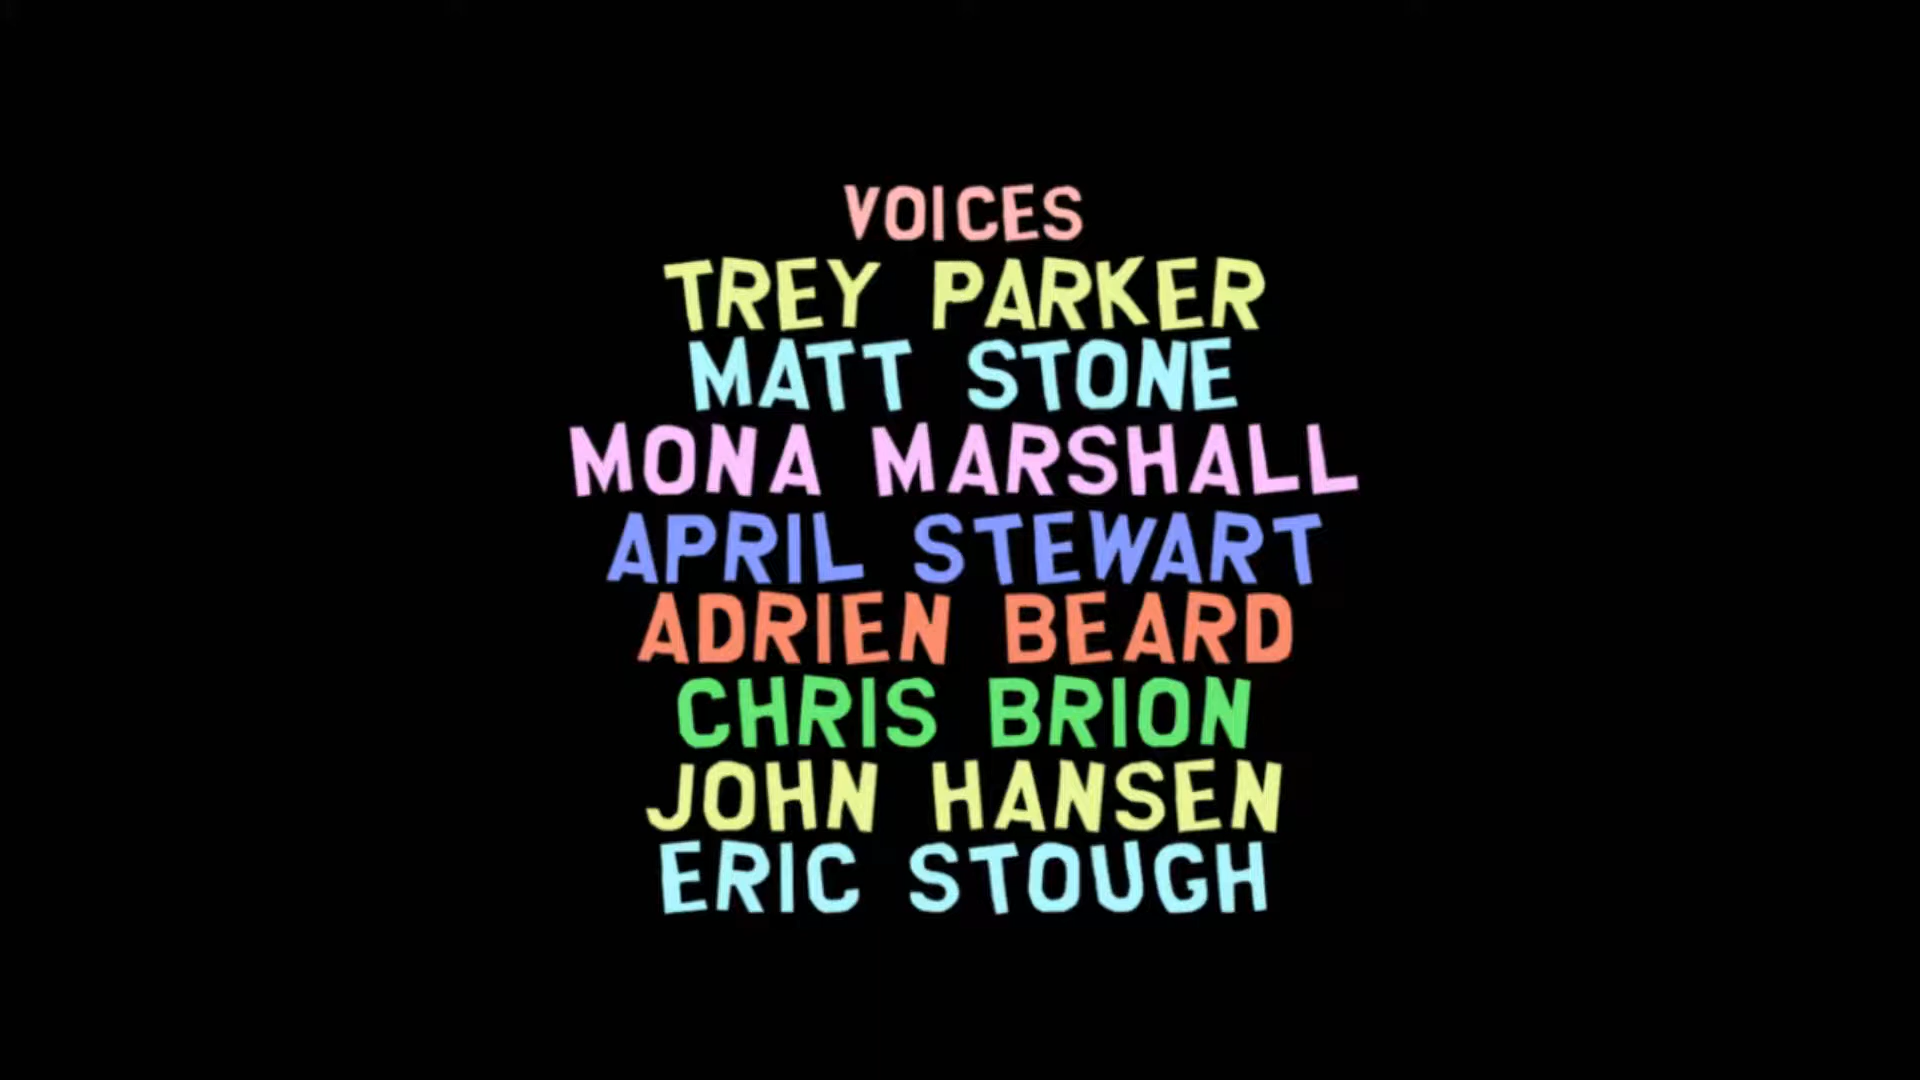 VOICES
TREY PARKER
MATT STONE
MONA MARSHALL
APRIL STEWART
ADRIEN BEARD
CHRIS BRION
JOHN HANSEN
ERIC STOUGH